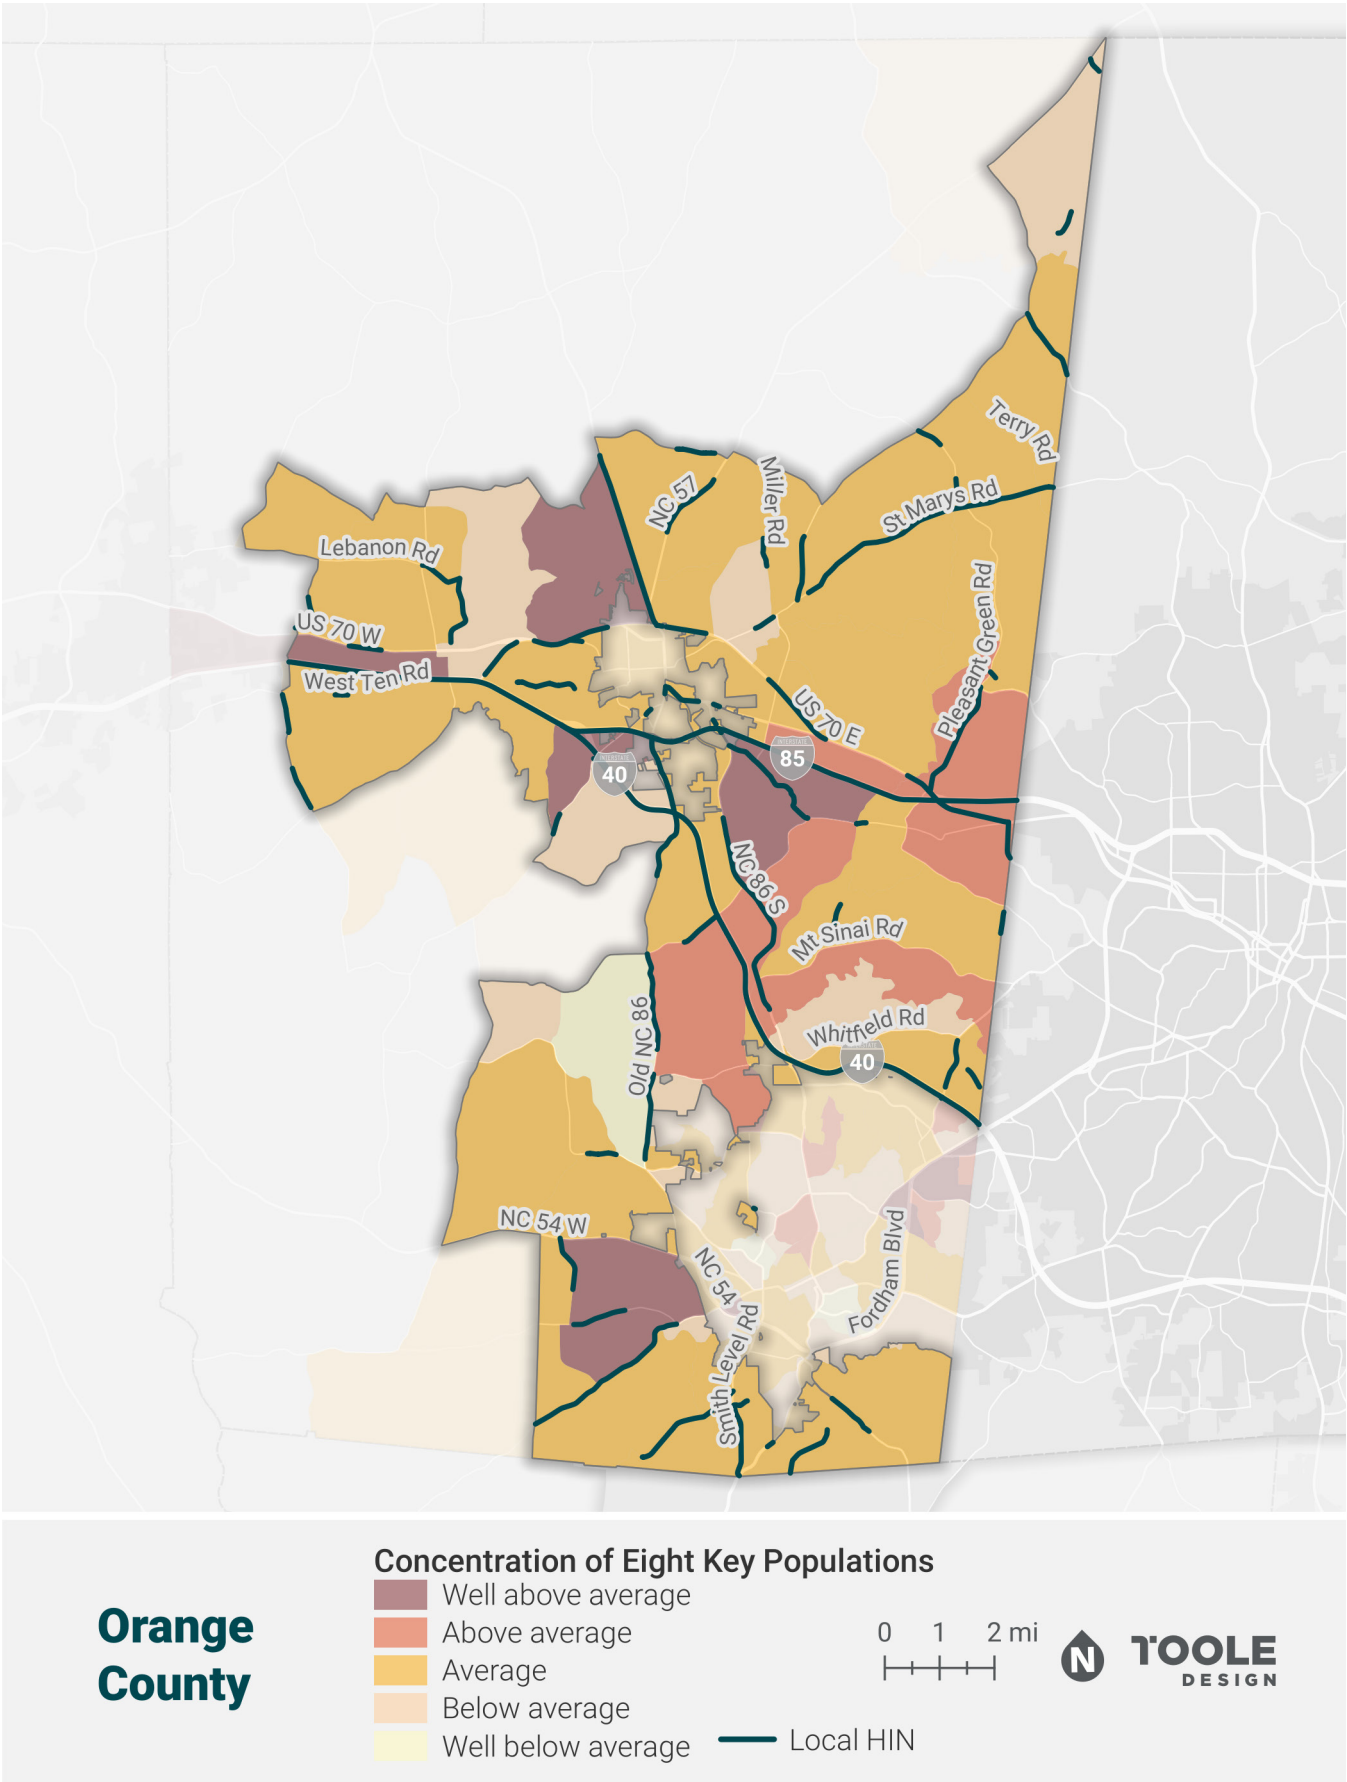 Terry Rd
St Marys Rd
Miller Rd
NC 57
Lebanon Rd
Pleasant Green Rd
US 70 W
West Ten Rd
US 70 E
INTERSTATE
85
INTERSTATE
40
NC 86 S
Mt Sinai Rd
Whitfield Rd
Old NC 86
INTERSTATE
40
NC 54 W
NC 54
Fordham Blvd
Smith Level Rd
Orange
County
Concentration of Eight Key Populations
Well above average
Above average
Average
Below average
Well below average
Local HIN
0 1 2 mi
N
TOOLE
DESIGN